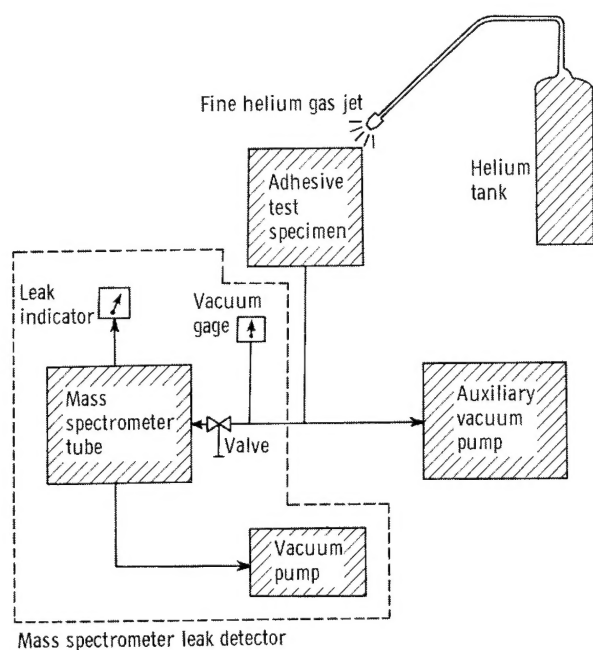 Fine helium gas jet
Adhesive
test
specimen
Helium
tank
Leak
indicator
Vacuum
gage
Mass
spectrometer
tube
Valve
Auxiliary
vacuum
pump
Vacuum
pump
Mass spectrometer leak detector